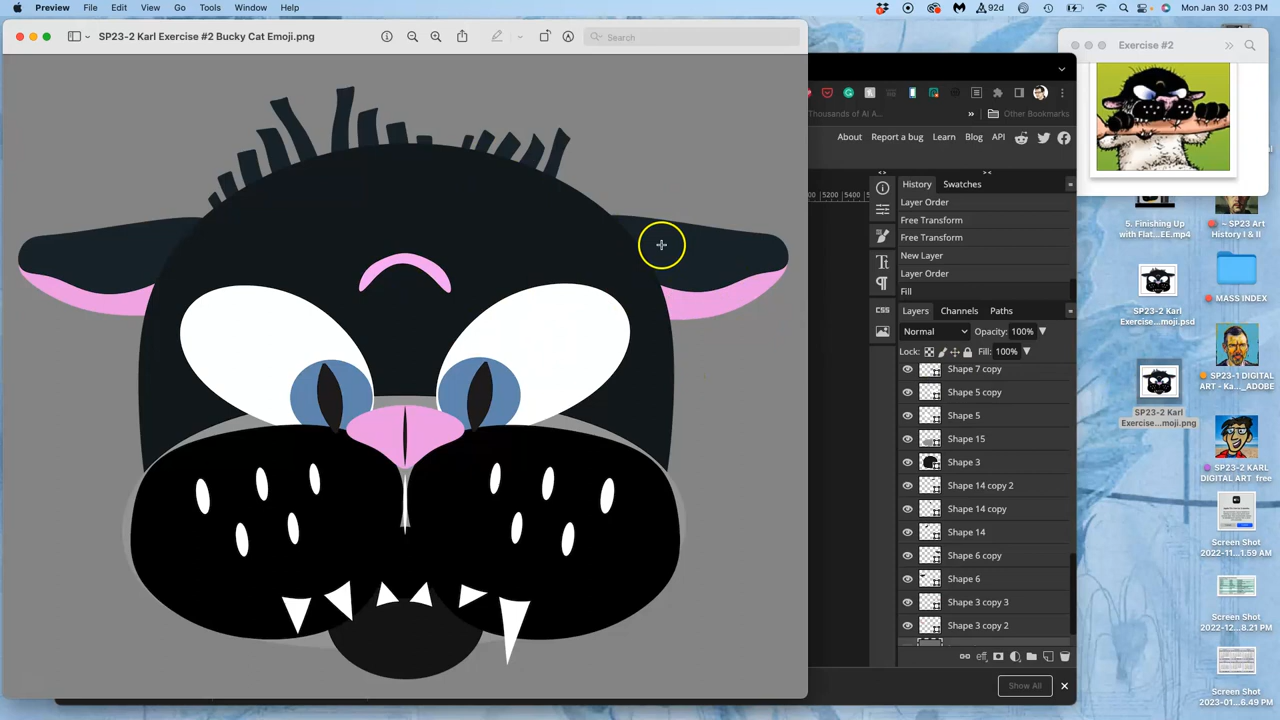 Preview File Edit View Go Tools Window Help
92d
Mon Jan 30 2:03 PM
SP23-2 Karl Exercise #2 Bucky Cat Emoji.png
Search
Exercise #2
Thousands of AI A...
Other Bookmarks
About Report a bug Learn Blog API
5200 5400
History Swatches
Layer Order
Free Transform
Free Transform
New Layer
Layer Order
Fill
Layers Channels Paths
Normal Opacity: 100%
Lock: Fill: 100%
Shape 7 copy
Shape 5 copy
Shape 5
Shape 15
Shape 3
Shape 14 copy 2
Shape 14 copy
Shape 14
Shape 6 copy
Shape 6
Shape 3 copy 3
Shape 3 copy 2
Show All
5. Finishing Up
with Flat...EE.mp4
~ SP23 Art
History I & II
SP23-2 Karl
Exercise...moji.psd
MASS INDEX
SP23-2 Karl
Exercise...moji.png
SP23-1 DIGITAL
ART - Ka..._ADOBE
SP23-2 KARL
DIGITAL ART free
Screen Shot
2022-11...1.59 AM
Screen Shot
2022-12...8.21 PM
Screen Shot
2023-01...6.49 PM